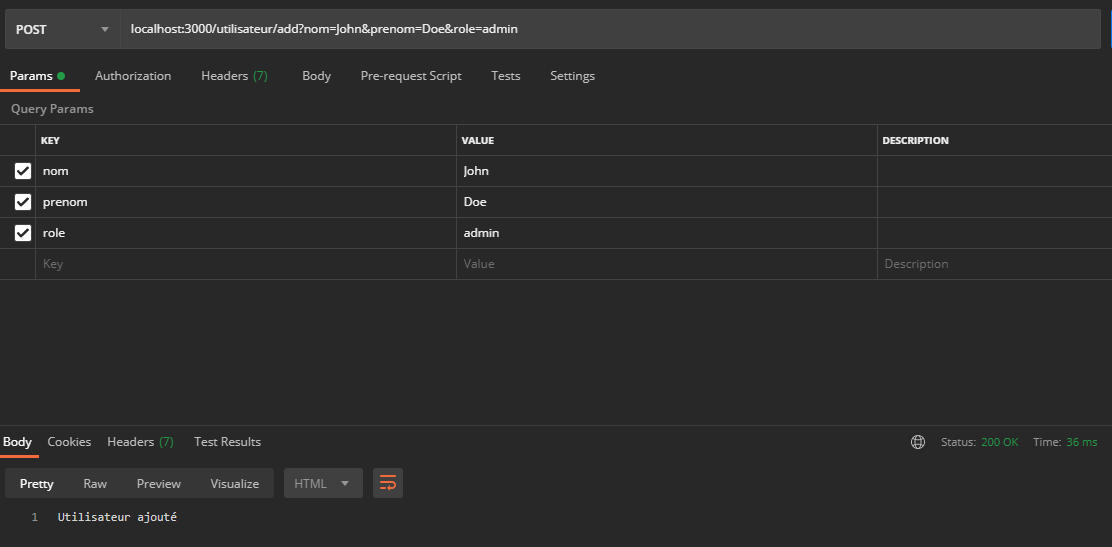 POST localhost:3000/utilisateur/add?nom=John&prenom=Doe&role=admin
Params Authorization Headers (7) Body Pre-request Script Tests Settings
Query Params
KEY VALUE DESCRIPTION
nom John
prenom Doe
role admin
Key Value Description
Body Cookies Headers (7) Test Results Status: 200 OK Time: 36 ms
Pretty Raw Preview Visualize HTML
1 Utilisateur ajouté